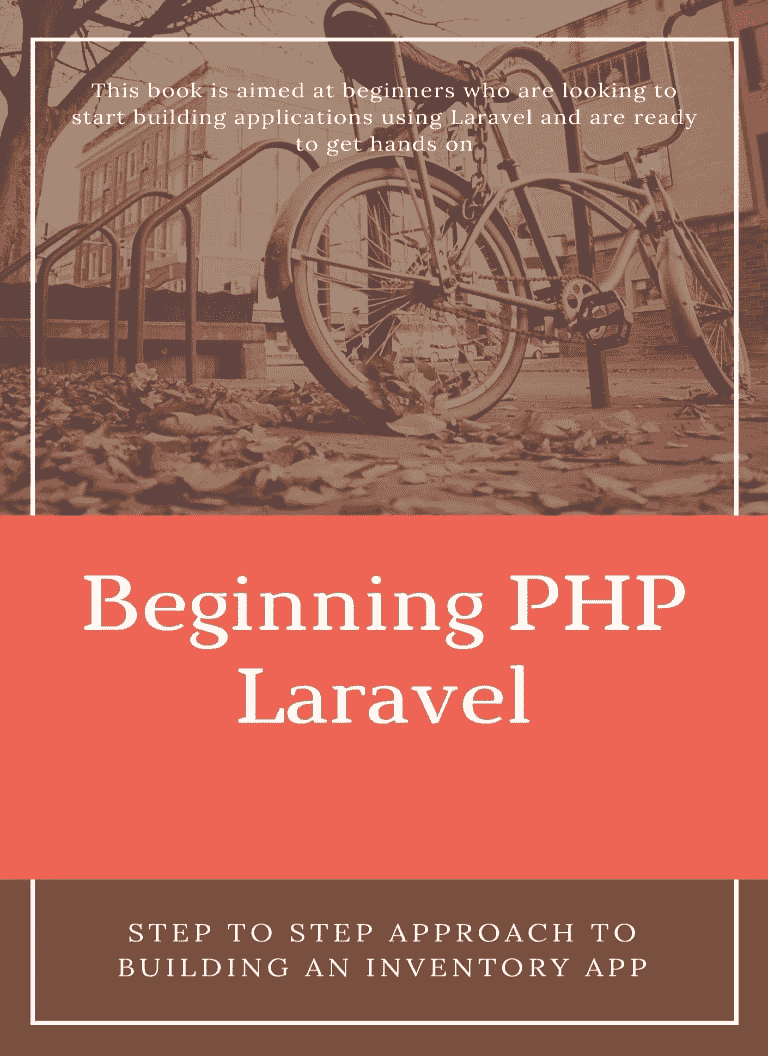 This book is aimed at beginners who are looking to
start building applications using Laravel and are ready
to get hands on
Beginning PHP
Laravel
STEP TO STEP APPROACH TO
BUILDING AN INVENTORY APP